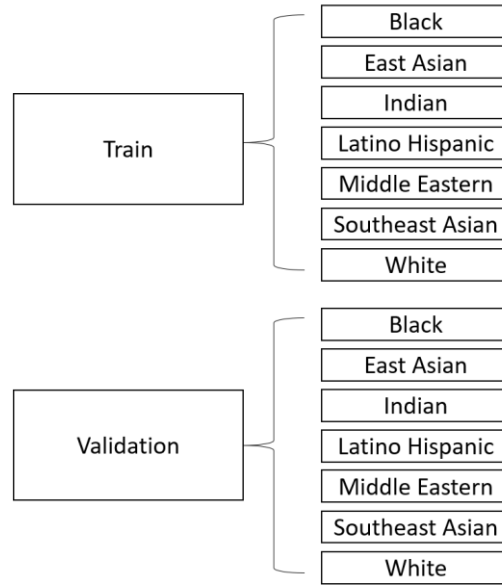 Train
Black
East Asian
Indian
Latino Hispanic
Middle Eastern
Southeast Asian
White
Validation
Black
East Asian
Indian
Latino Hispanic
Middle Eastern
Southeast Asian
White